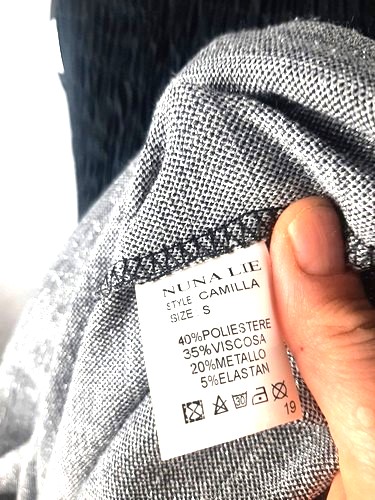 NUNA LIE
STYLE CAMILLA
SIZE. S
40%POLIESTERE
35%VISCOSA
20%METALLO
5%ELASTAN
19